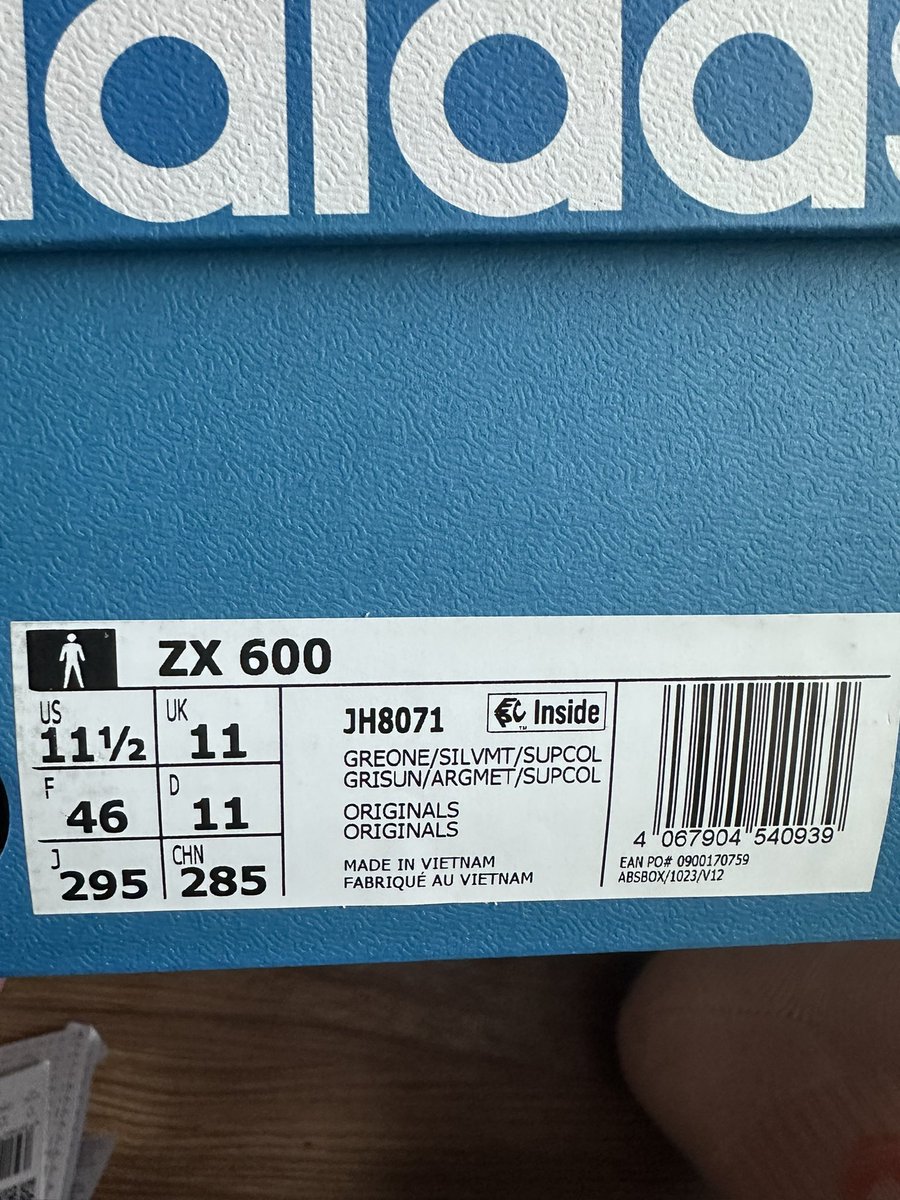 adidas
ZX 600
US
11½
UK
11
F
46
D
11
J
295
CHN
285
JH8071
Inside
TM
GREONE/SILVMT/SUPCOL
GRISUN/ARGMET/SUPCOL
ORIGINALS
ORIGINALS
MADE IN VIETNAM
FABRIQUÉ AU VIETNAM
4 067904 540939
EAN PO# 0900170759
ABSBOX/1023/V12